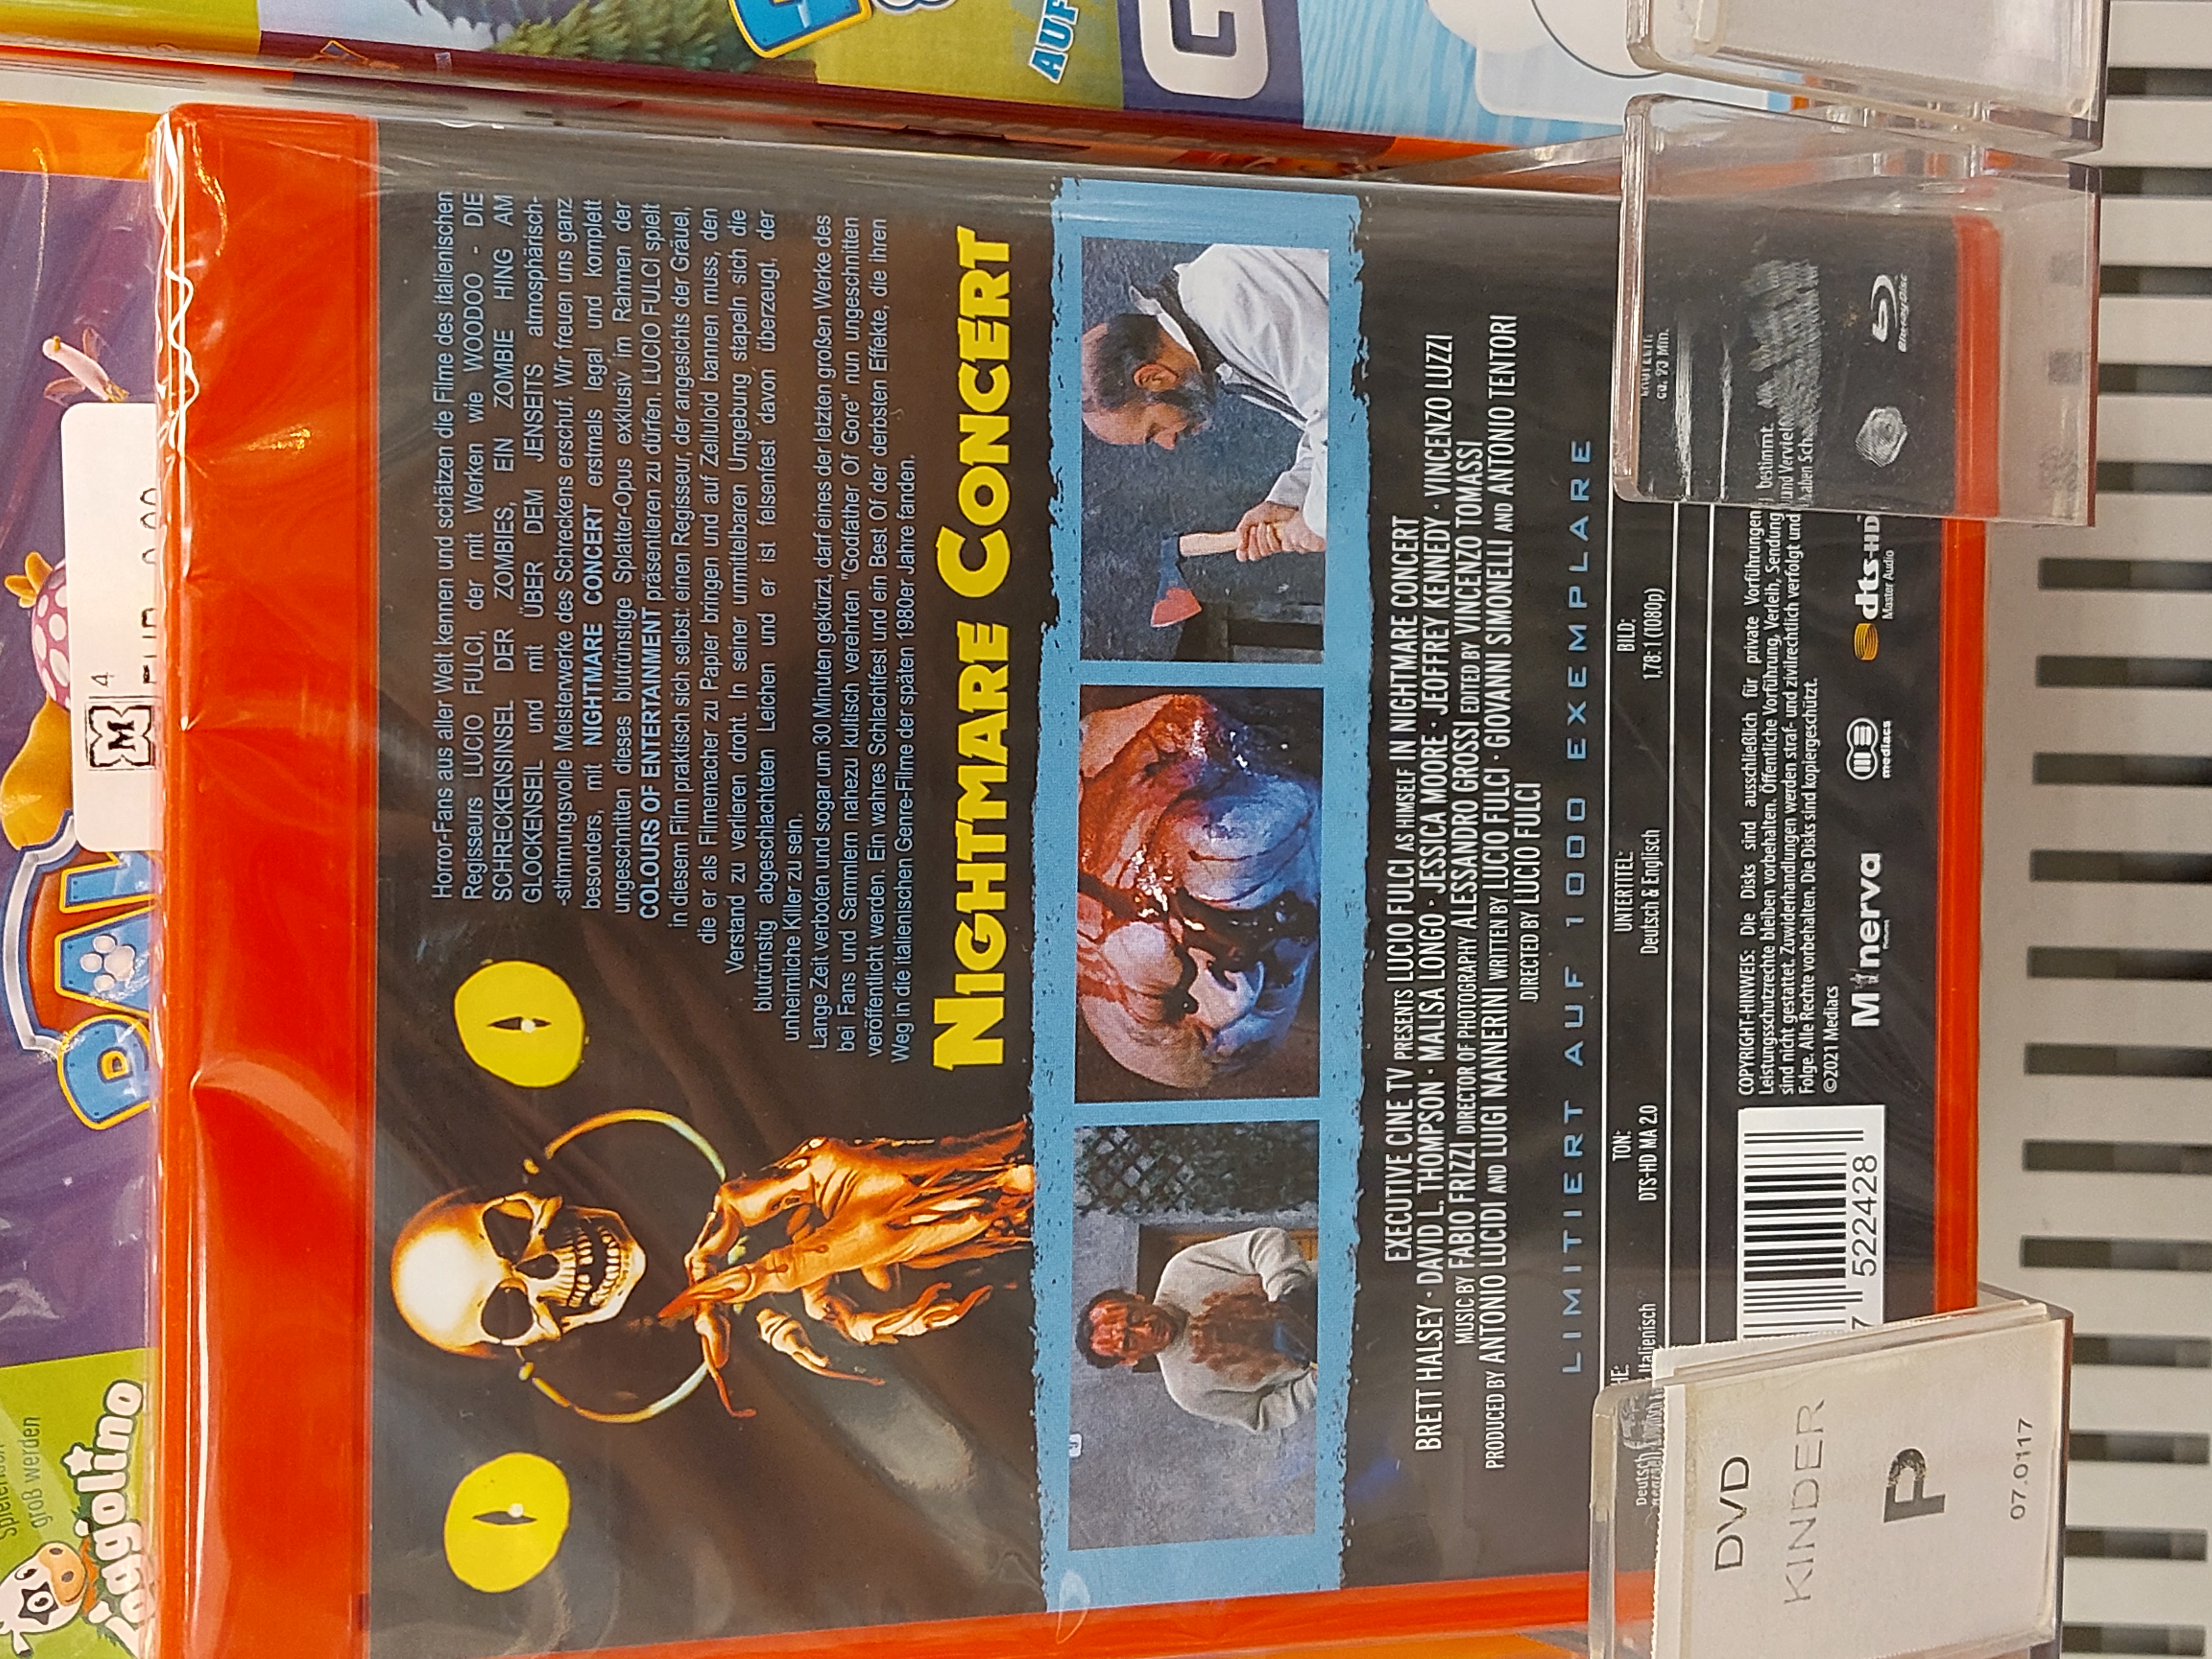 Horror-Fans aus aller Welt kennen und schätzen die Filme des italienischen
Regisseurs LUCIO FULCI, der mit Werken wie WOODOO - DIE
SCHRECKENSINSEL DER ZOMBIES, EIN ZOMBIE HING AM
GLOCKENSEIL und mit ÜBER DEM JENSEITS atmosphärisch-
-stimmungsvolle Meisterwerke des Schreckens erschuf. Wir freuen uns ganz
besonders, mit NIGHTMARE CONCERT erstmals legal und komplett
ungeschnitten dieses blutrünstige Splatter-Opus exklusiv im Rahmen der
COLOURS OF ENTERTAINMENT präsentieren zu dürfen. LUCIO FULCI spielt
in diesem Film praktisch sich selbst: einen Regisseur, der angesichts der Gräuel,
die er als Filmemacher zu Papier bringen und auf Zelluloid bannen muss, den
Verstand zu verlieren droht. In seiner unmittelbaren Umgebung stapeln sich die
blutrünstig abgeschlachteten Leichen und er ist felsenfest davon überzeugt, der
unheimliche Killer zu sein.
Lange Zeit verboten und sogar um 30 Minuten gekürzt, darf eines der letzten großen Werke des
bei Fans und Sammlern nahezu kultisch verehrten "Godfather Of Gore" nun ungeschnitten
veröffentlicht werden. Ein wahres Schlachtfest und ein Best Of der derbsten Effekte, die Ihren
Weg in die italienischen Genre-Filme der späten 1980er Jahre fanden.
NIGHTMARE CONCERT
EXECUTIVE CINE TV PRESENTS LUCIO FULCI AS HIMSELF IN NIGHTMARE CONCERT
BRETT HALSEY · DAVID L. THOMPSON · MALISA LONGO · JESSICA MOORE · JEOFFREY KENNEDY · VINCENZO LUZZI
MUSIC BY FABIO FRIZZI DIRECTOR OF PHOTOGRAPHY ALESSANDRO GROSSI EDITED BY VINCENZO TOMASSI
PRODUCED BY ANTONIO LUCIDI AND LUIGI NANNERINI WRITTEN BY LUCIO FULCI · GIOVANNI SIMONELLI AND ANTONIO TENTORI
DIRECTED BY LUCIO FULCI
LIMITIERT AUF 1000 EXEMPLARE
TON: UNTERTITEL: BILD:
Italienisch DTS-HD MA 2.0 Deutsch & Englisch 1,78:1 (1080p) ca. 90 Min.
COPYRIGHT-HINWEIS: Die Disks sind ausschließlich für private Vorführungen bestimmt.
Leistungsschutzrechte bleiben vorbehalten. Öffentliche Vorführung, Verleih, Sendung und
sind nicht gestattet. Zuwiderhandlungen werden straf- und zivilrechtlich verfolgt und
Folge. Alle Rechte vorbehalten. Die Disks sind kopiergeschützt.
©2021 Mediacs
522428
Minerva
mediacs
dts-HD
Master Audio
Blu-ray Disc
DVD
KINDER
P
07.0117
M 4
groß werden
toggolino
AUF
G